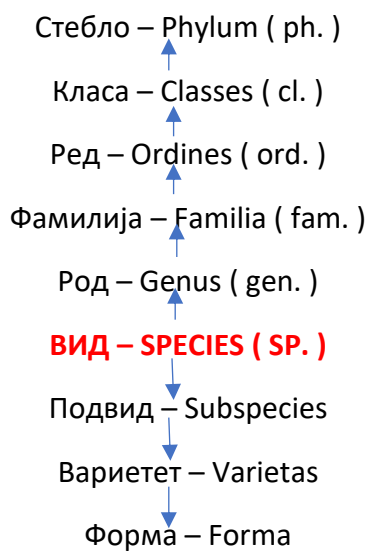 Стебло – Phylum ( ph. )
Класа – Classes ( cl. )
Ред – Ordines ( ord. )
Фамилија – Familia ( fam. )
Род – Genus ( gen. )
ВИД – SPECIES ( SP. )
Подвид – Subspecies
Вариетет – Varietas
Форма – Forma